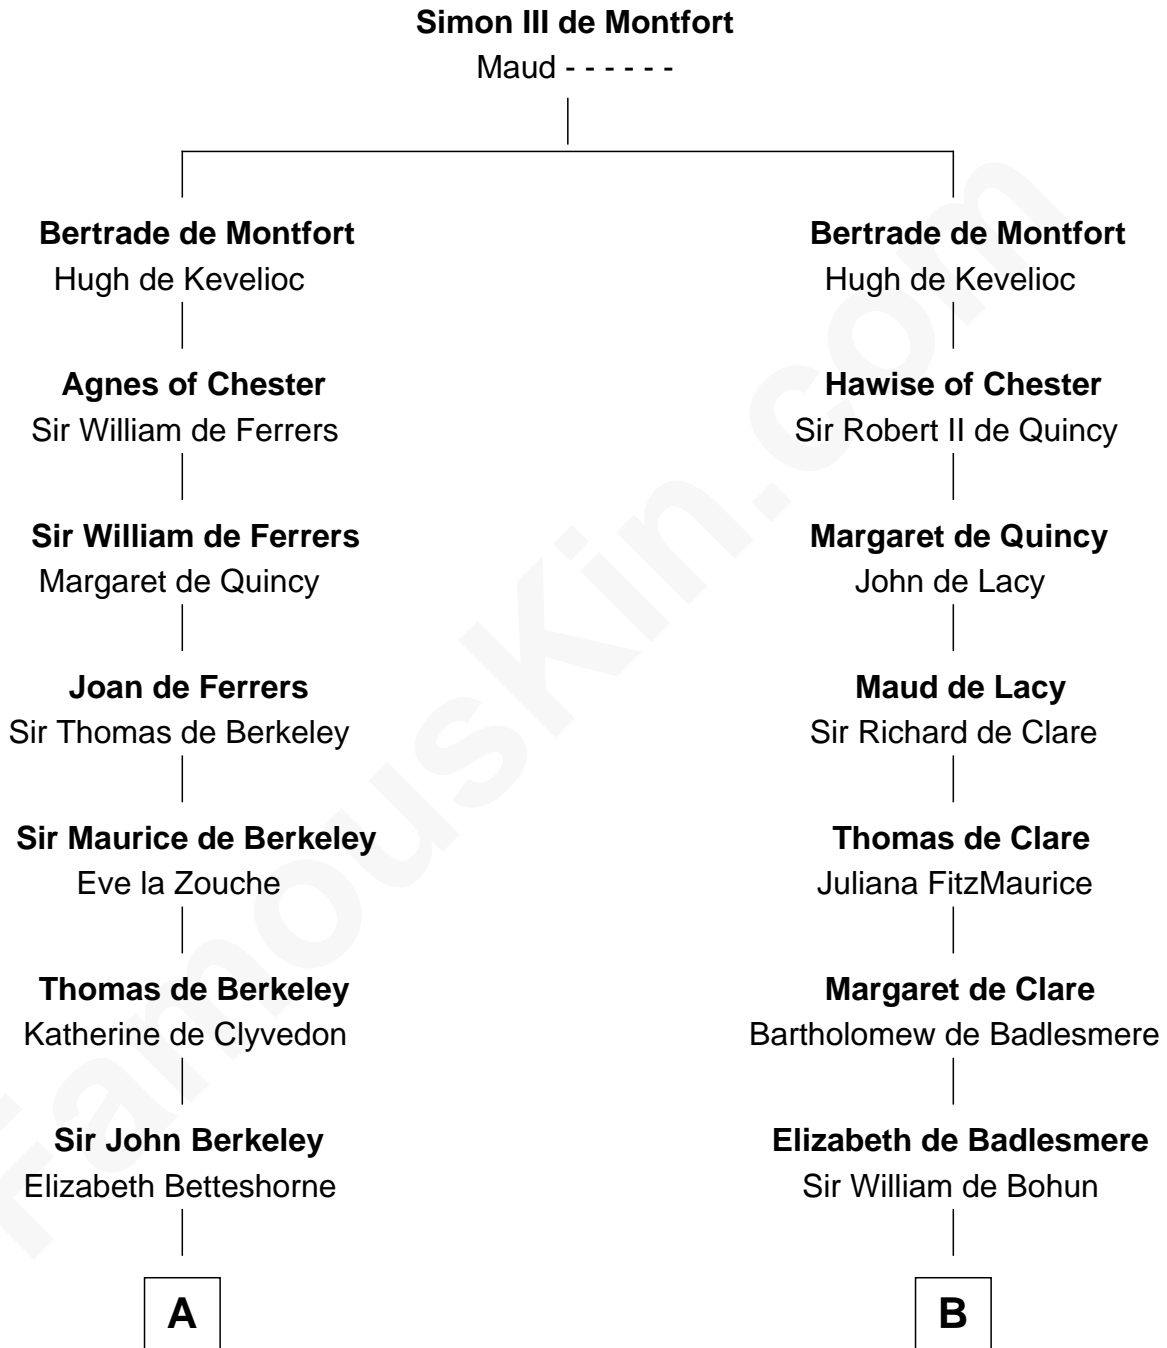 Simon III de Montfort
Maud - - - - - -
Bertrade de Montfort
Hugh de Kevelioc
Bertrade de Montfort
Hugh de Kevelioc
Agnes of Chester
Sir William de Ferrers
Hawise of Chester
Sir Robert II de Quincy
Sir William de Ferrers
Margaret de Quincy
Margaret de Quincy
John de Lacy
Joan de Ferrers
Sir Thomas de Berkeley
Maud de Lacy
Sir Richard de Clare
Sir Maurice de Berkeley
Eve la Zouche
Thomas de Clare
Juliana FitzMaurice
Thomas de Berkeley
Katherine de Clyvedon
Margaret de Clare
Bartholomew de Badlesmere
Sir John Berkeley
Elizabeth Betteshorne
Elizabeth de Badlesmere
Sir William de Bohun
A
B
FamousKin.com